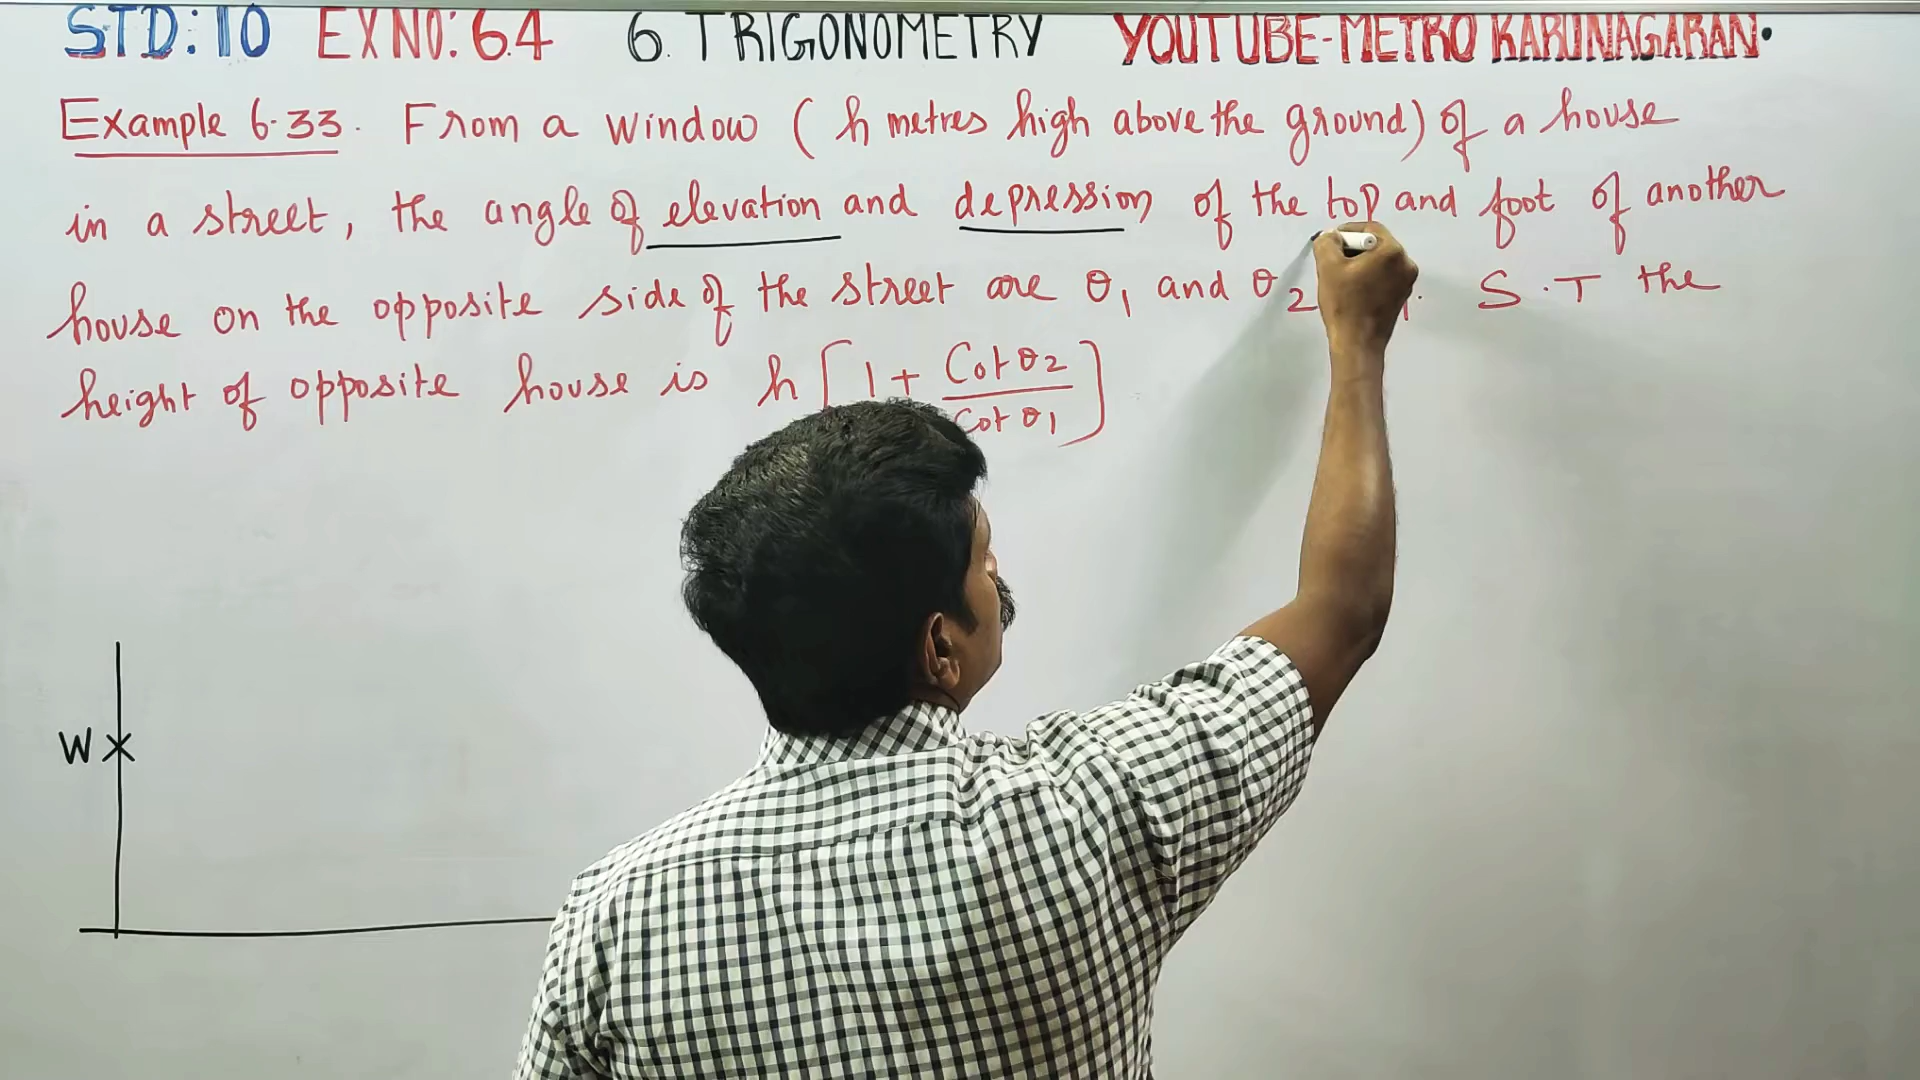 STD: 10 EXNO: 6.4 6. TRIGONOMETRY YOUTUBE-METRO KARUNAGARAN.
Example 6.33. From a window (h metres high above the ground) of a house
in a street, the angle of elevation and depression of the top and foot of another
house on the opposite side of the street are θ1 and θ2 S.T the
height of opposite house is h[1 + Cot θ2 / Cot θ1]
W